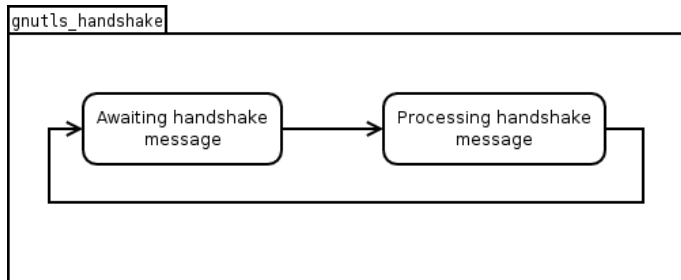 gnutls_handshake
Awaiting handshake
message
Processing handshake
message